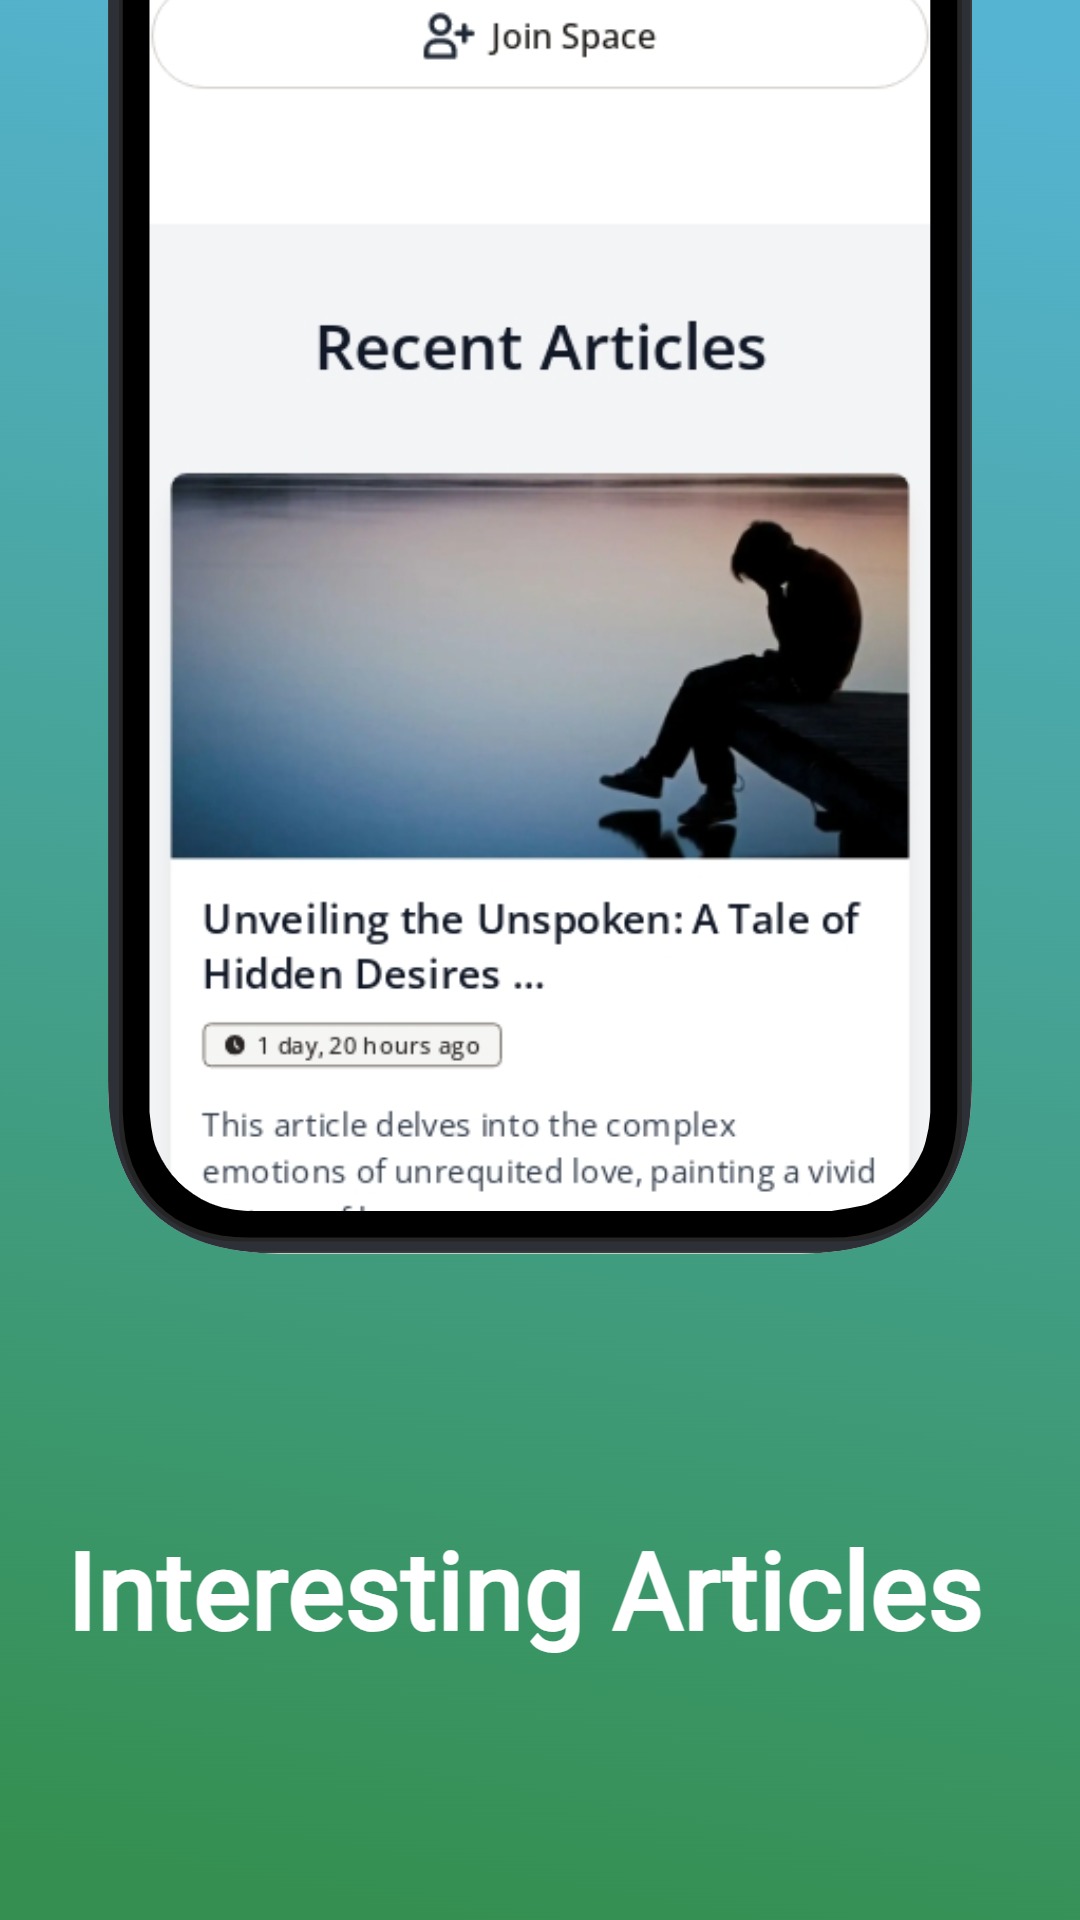 Join Space
Recent Articles
Unveiling the Unspoken: A Tale of
Hidden Desires ...
1 day, 20 hours ago
This article delves into the complex
emotions of unrequited love, painting a vivid
Interesting Articles